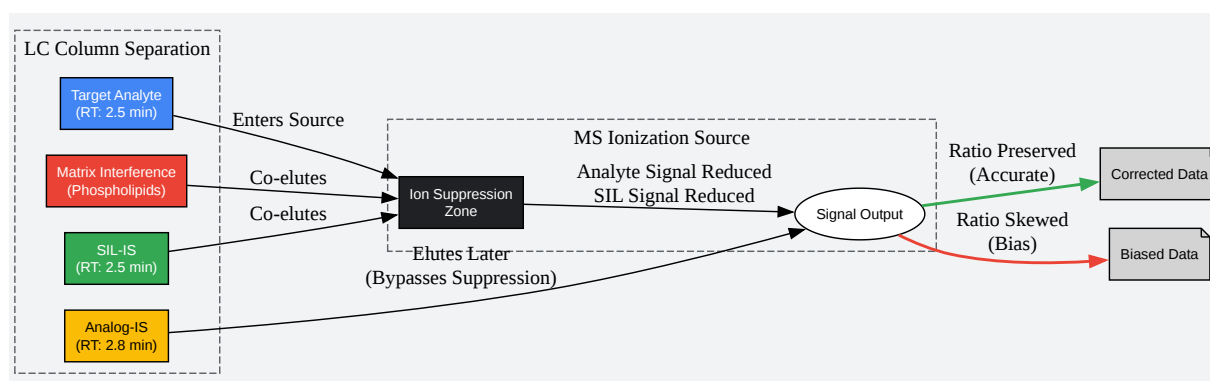 LC Column Separation
Target Analyte
(RT: 2.5 min)
Matrix Interference
(Phospholipids)
SIL-IS
(RT: 2.5 min)
Analog-IS
(RT: 2.8 min)
Enters Source
Co-elutes
Co-elutes
Elutes Later
(Bypasses Suppression)
MS Ionization Source
Ion Suppression
Zone
Analyte Signal Reduced
SIL Signal Reduced
Signal Output
Ratio Preserved
(Accurate)
Ratio Skewed
(Bias)
Corrected Data
Biased Data